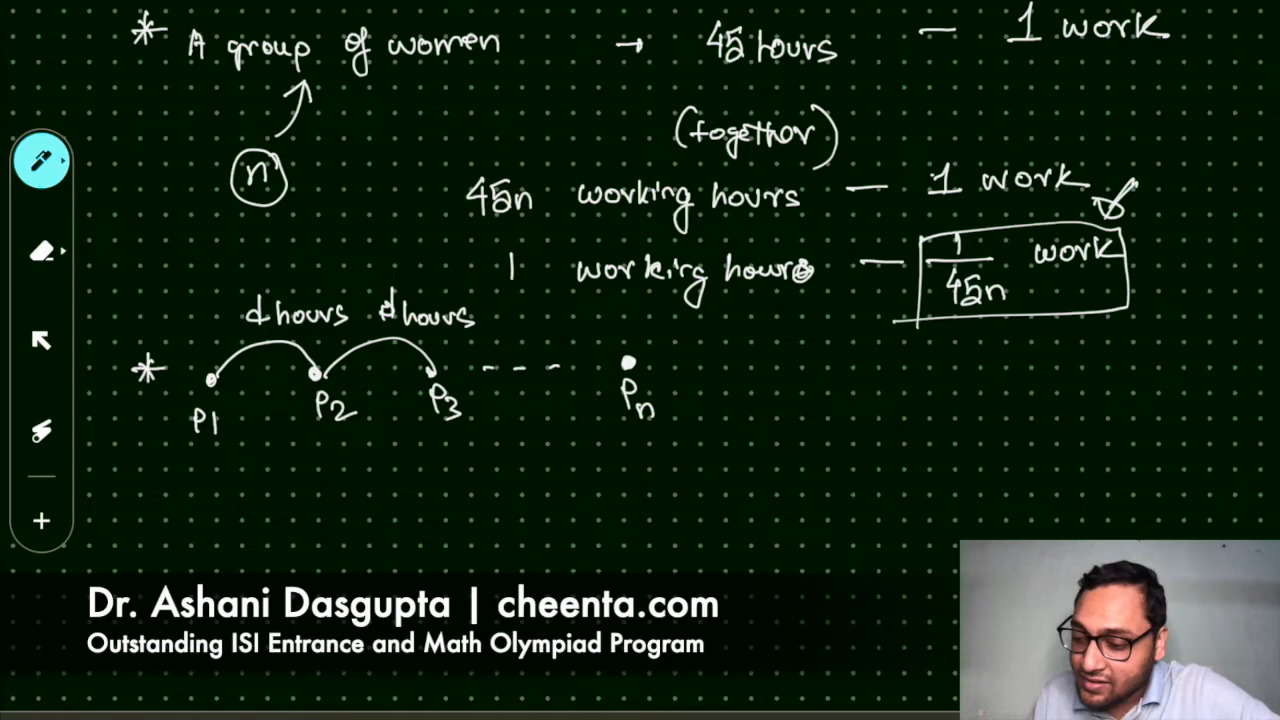 * A group of women → 45 hours — 1 work
(together)
n
45n working hours — 1 work
1 working hours — 1/45n work
d hours d hours
* P1 P2 P3 ---- Pn
Dr. Ashani Dasgupta | cheenta.com
Outstanding ISI Entrance and Math Olympiad Program